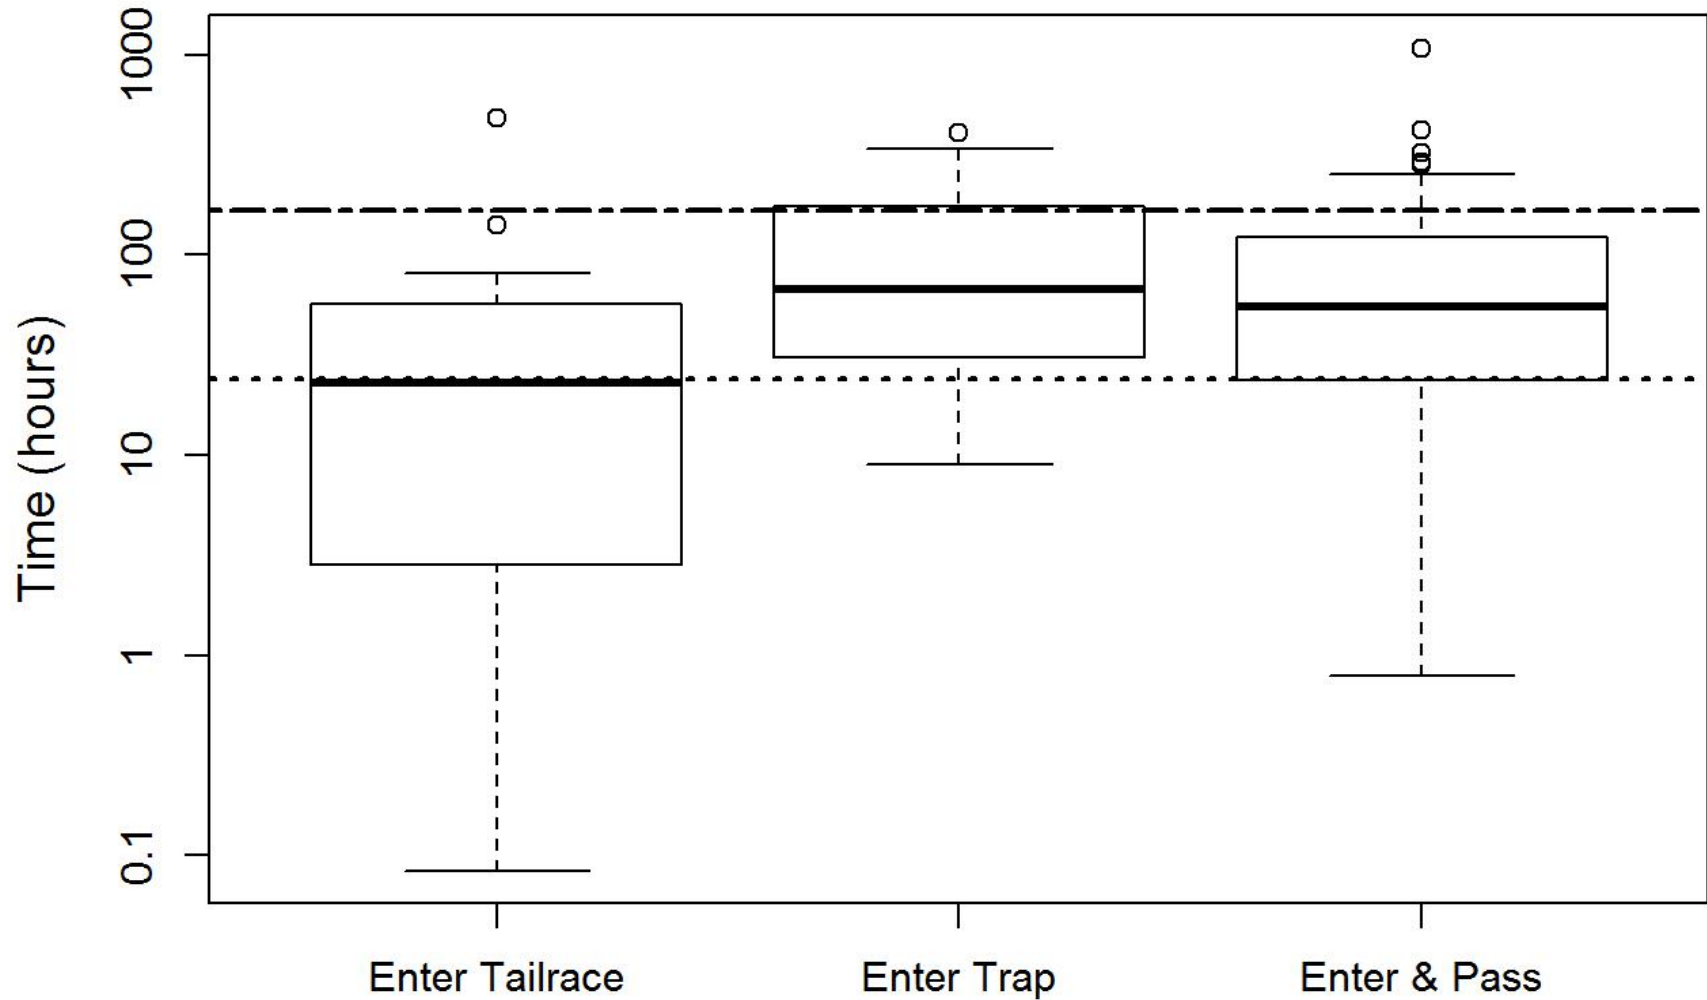 Time (hours)
1000
100
10
1
0.1
Enter Tailrace
Enter Trap
Enter & Pass